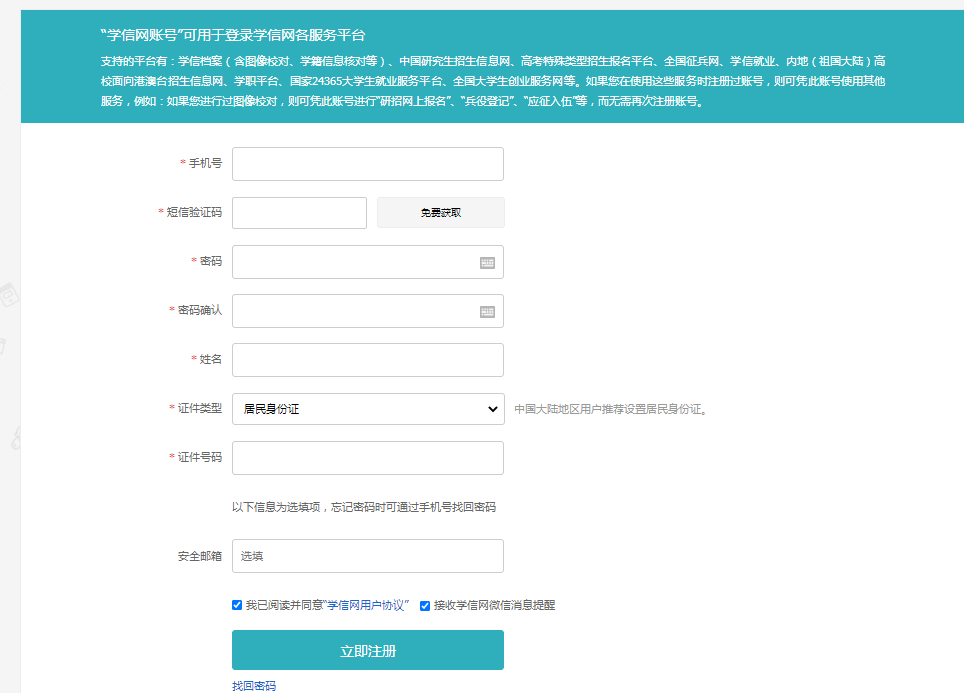 “学信网账号”可用于登录学信网各服务平台
支持的平台有：学信档案（含图像校对、学籍信息核对等）、中国研究生招生信息网、高考特殊类型招生报名平台、全国征兵网、学信就业、内地（祖国大陆）高
校面向港澳台招生信息网、学职平台、国家24365大学生就业服务平台、全国大学生创业服务网等。如果您在使用这些服务时注册过账号，则可凭此账号使用其他
服务，例如：如果您进行过图像校对，则可凭此账号进行“研招网上报名”、“兵役登记”、“应征入伍”等，而无需再次注册账号。
* 手机号
* 短信验证码 免费获取
* 密码
* 密码确认
* 姓名
* 证件类型 居民身份证 中国大陆地区用户推荐设置居民身份证。
* 证件号码
以下信息为选填项，忘记密码时可通过手机号找回密码
安全邮箱 选填
我已阅读并同意“学信网用户协议” 接收学信网微信消息提醒
立即注册
找回密码